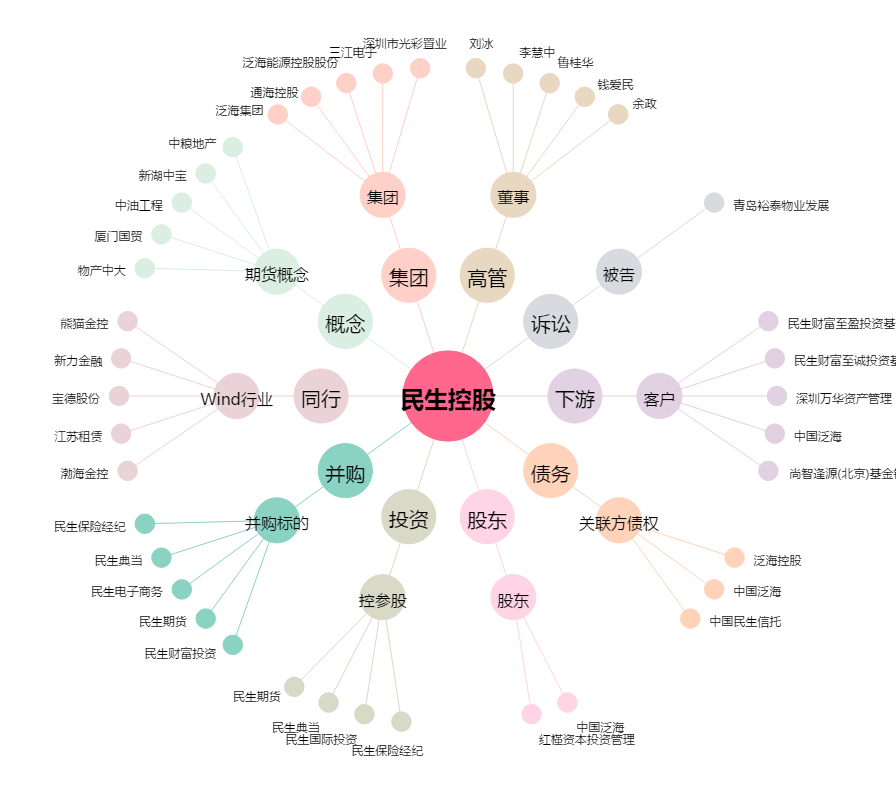 深圳市光彩置业
三江电子
泛海能源控股股份
通海控股
泛海集团
集团
集团
刘冰
李慧中
鲁桂华
钱爱民
余政
董事
高管
青岛裕泰物业发展
被告
诉讼
中粮地产
新湖中宝
中油工程
厦门国贸
物产中大
期货概念
概念
熊猫金控
新力金融
宝德股份
江苏租赁
渤海金控
Wind行业
同行
民生控股
下游
客户
民生财富至盈投资基
民生财富至诚投资基
深圳万华资产管理
中国泛海
尚智逢源(北京)基金
并购
并购标的
民生保险经纪
民生典当
民生电子商务
民生期货
民生财富投资
投资
控参股
民生期货
民生典当
民生国际投资
民生保险经纪
股东
股东
中国泛海
红槿资本投资管理
债务
关联方债权
泛海控股
中国泛海
中国民生信托